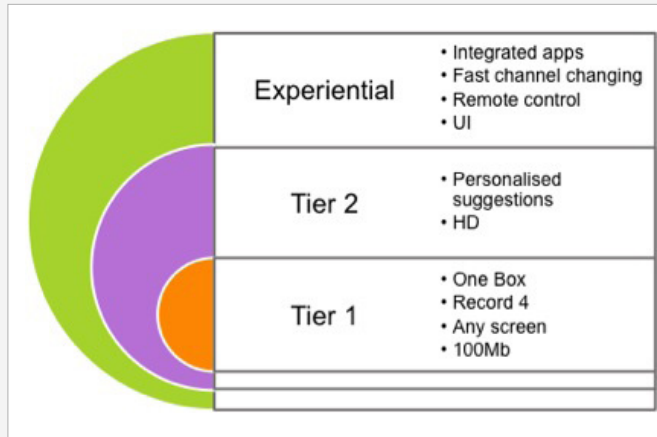 Experiential
• Integrated apps
• Fast channel changing
• Remote control
• UI
Tier 2
• Personalised
suggestions
• HD
Tier 1
• One Box
• Record 4
• Any screen
• 100Mb